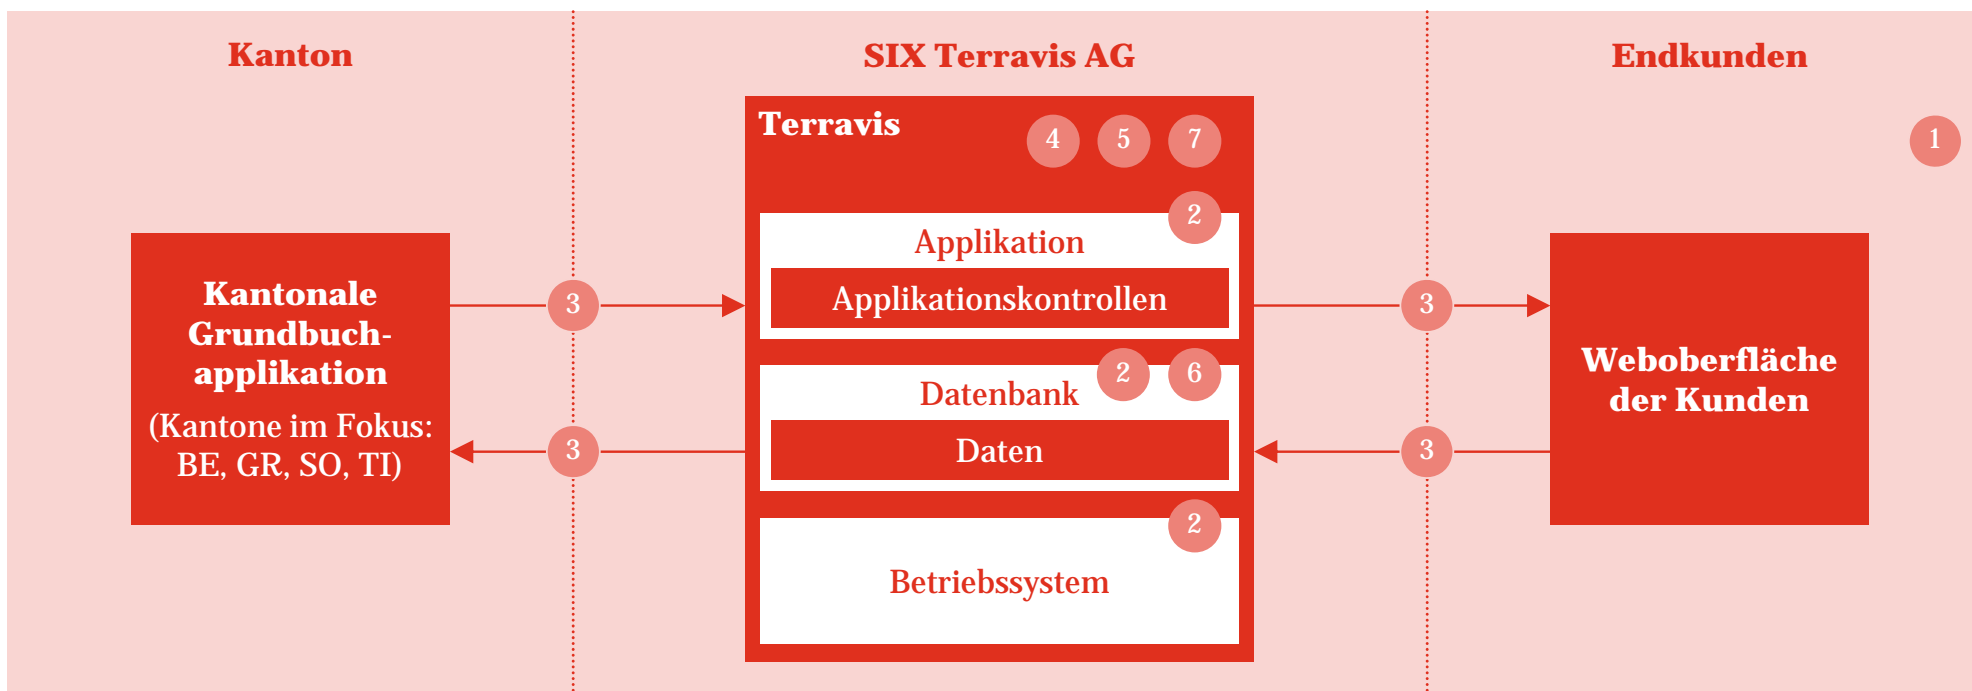 Kanton
SIX Terravis AG
Endkunden
Terravis
4
5
7
1
2
Applikation
Applikationskontrollen
Kantonale
Grundbuch-
applikation
(Kantone im Fokus:
BE, GR, SO, TI)
3
3
3
3
2
6
Datenbank
Daten
Weboberfläche
der Kunden
2
Betriebssystem